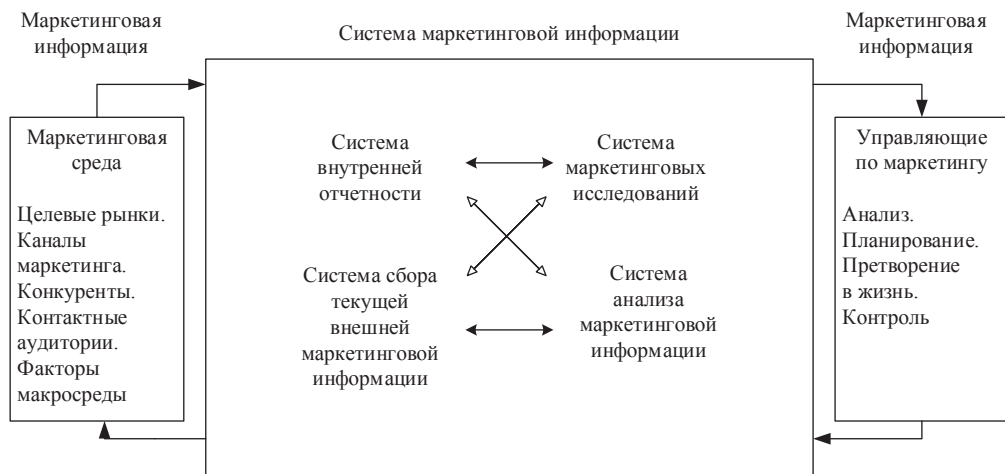 Маркетинговая
информация
Система маркетинговой информации
Маркетинговая
информация
Маркетинговая
среда
Целевые рынки.
Каналы
маркетинга.
Конкуренты.
Контактные
аудитории.
Факторы
макросреды
Система
внутренней
отчетности
Система
маркетинговых
исследований
Система сбора
текущей
внешней
маркетинговой
информации
Система
анализа
маркетинговой
информации
Управляющие
по маркетингу
Анализ.
Планирование.
Претворение
в жизнь.
Контроль